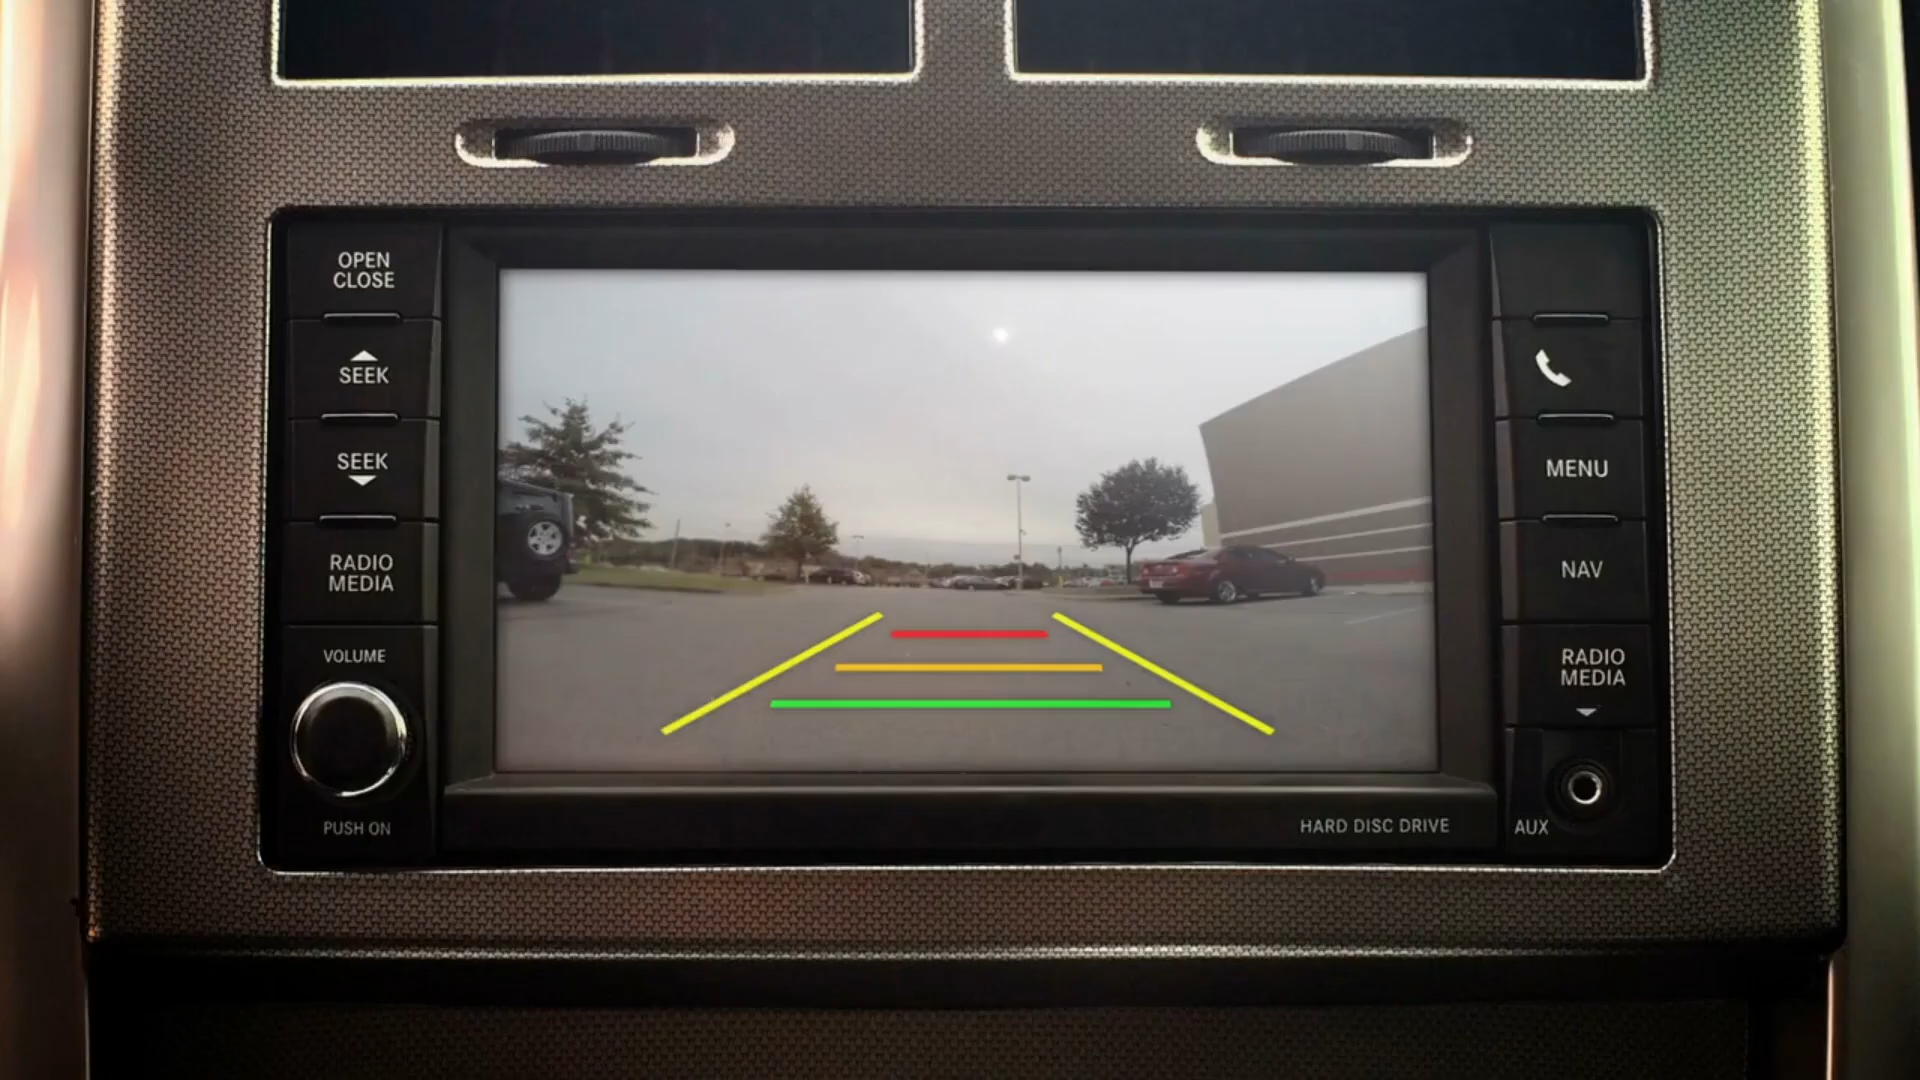 OPEN
CLOSE
SEEK
SEEK
RADIO
MEDIA
VOLUME
PUSH ON
MENU
NAV
RADIO
MEDIA
HARD DISC DRIVE
AUX